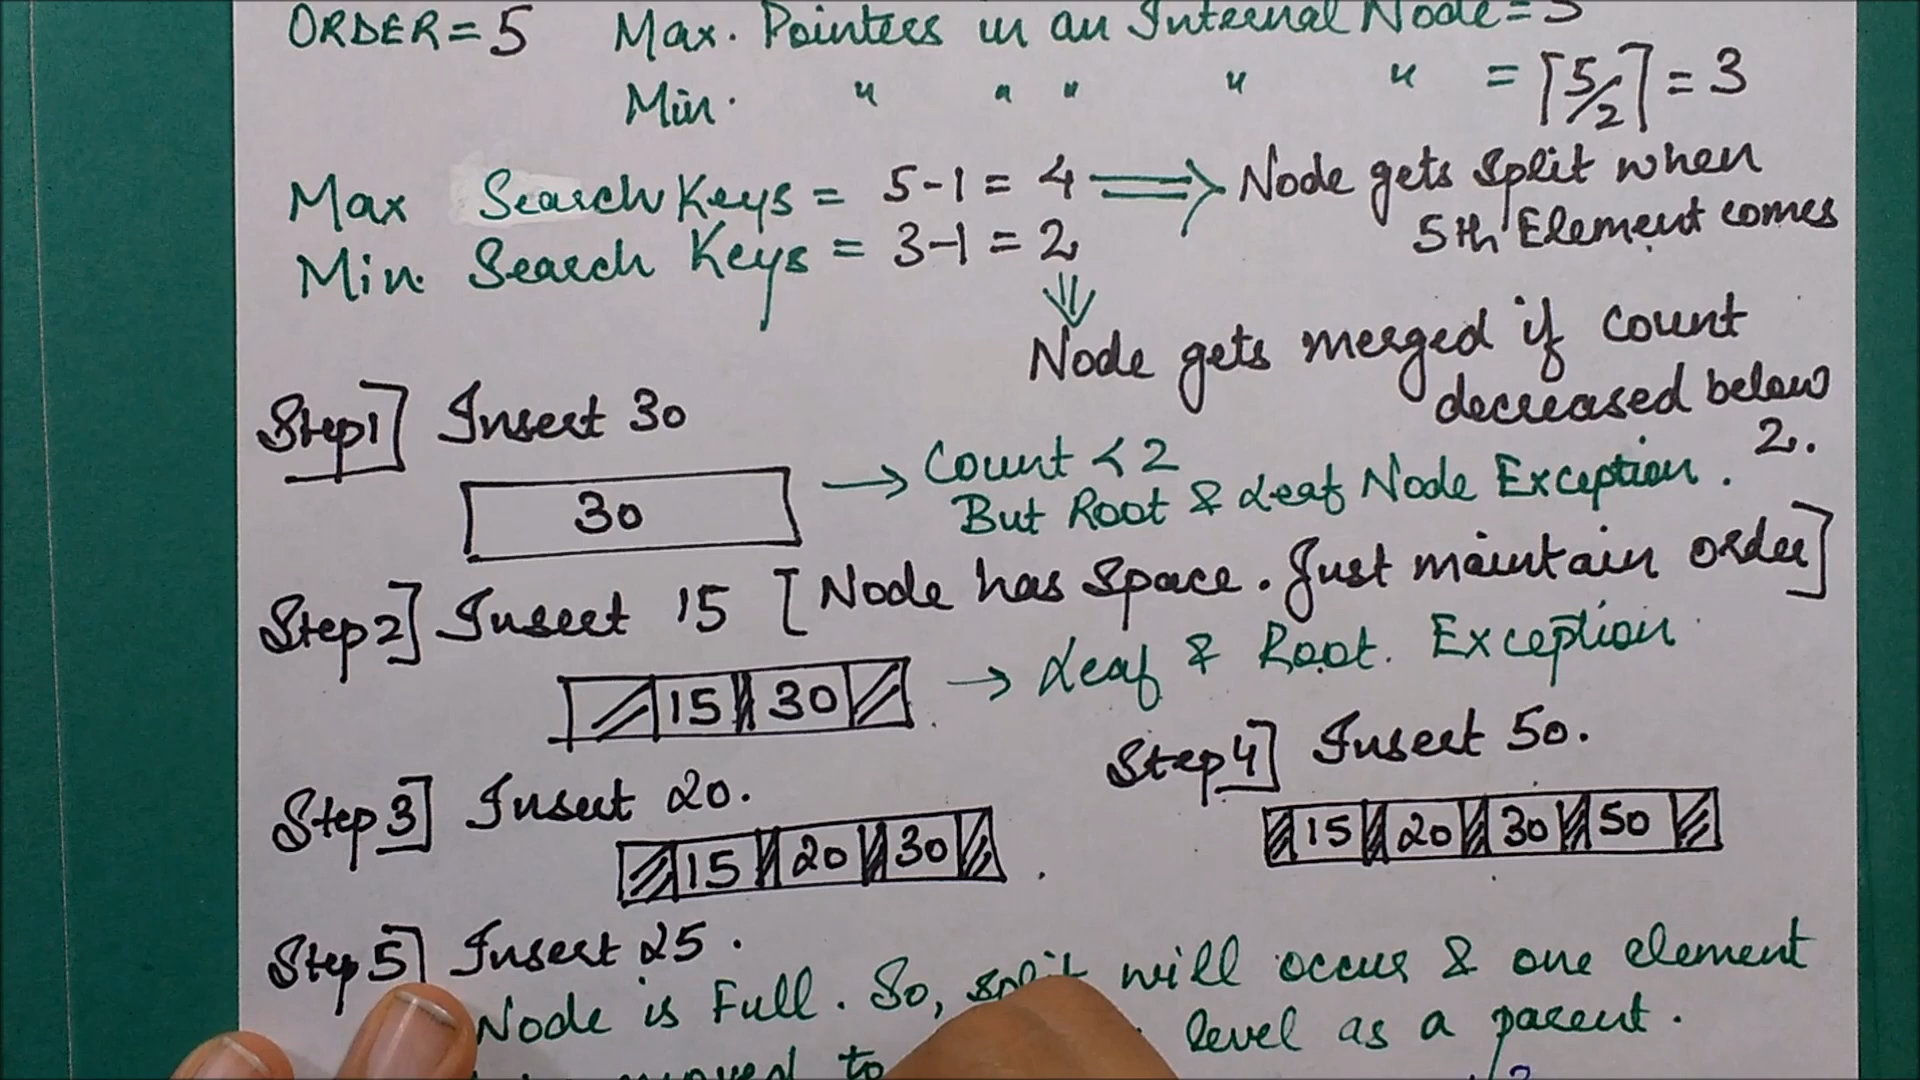 ORDER = 5 Max. Pointers in an Internal Node = 5
Min. " " " " " = ⌈5/2⌉ = 3
Max Search Keys = 5-1 = 4 ⟹ Node gets split when
5th Element comes
Min. Search Keys = 3-1 = 2
⇓
Node gets merged if count
decreased below
2.
Step 1] Insert 30
30 → Count < 2
But Root & Leaf Node Exception.
Step 2] Insert 15 [Node has space. Just maintain order]
15 30 → Leaf & Root. Exception
Step 3] Insert 20.
15 20 30
Step 4] Insert 50.
15 20 30 50
Step 5] Insert 25.
Node is Full. So, split will occur & one element
moved to level as a parent.